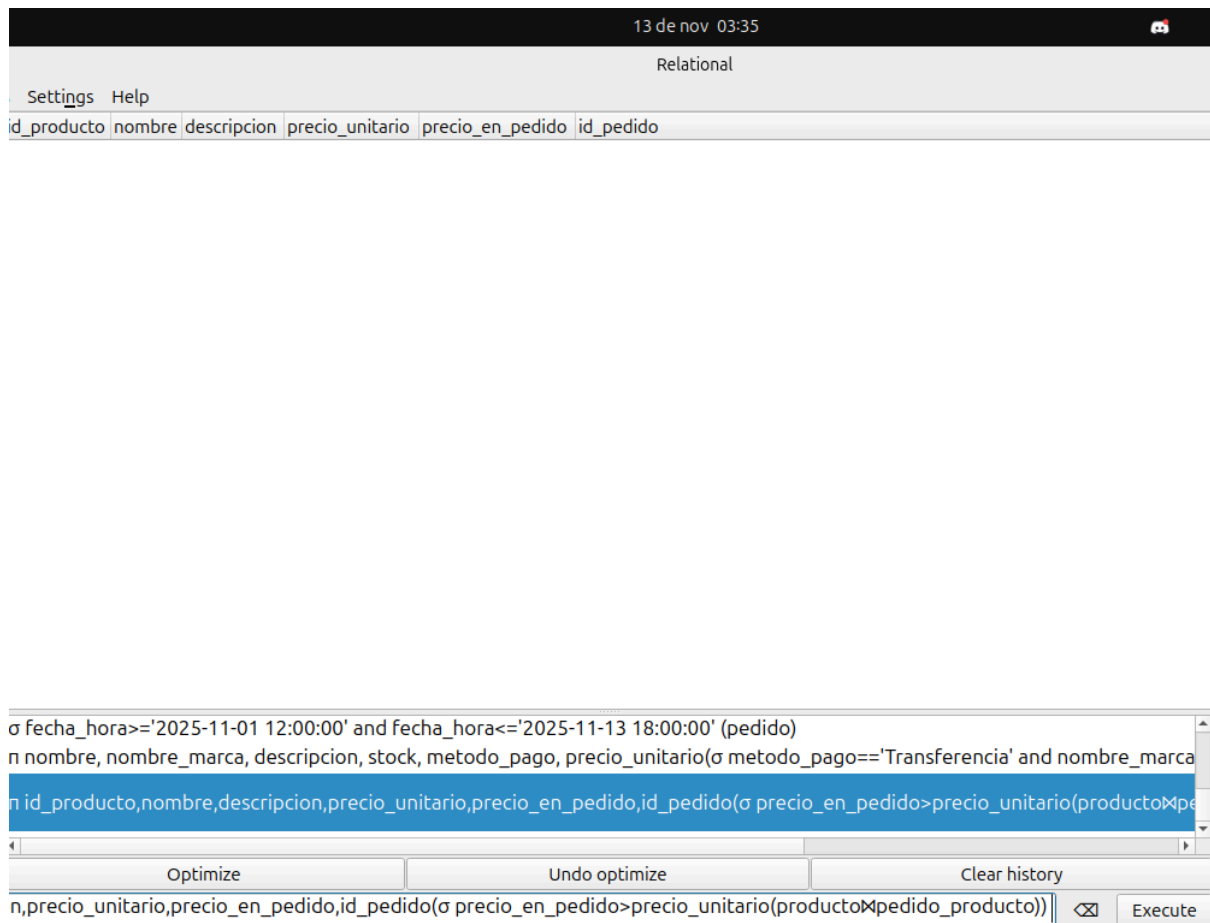 13 de nov 03:35
Relational
Settings Help
id_producto nombre descripcion precio_unitario precio_en_pedido id_pedido
σ fecha_hora>='2025-11-01 12:00:00' and fecha_hora<='2025-11-13 18:00:00' (pedido)
π nombre, nombre_marca, descripcion, stock, metodo_pago, precio_unitario(σ metodo_pago=='Transferencia' and nombre_marca
π id_producto,nombre,descripcion,precio_unitario,precio_en_pedido,id_pedido(σ precio_en_pedido>precio_unitario(producto⋈pe
Optimize Undo optimize Clear history
n,precio_unitario,precio_en_pedido,id_pedido(σ precio_en_pedido>precio_unitario(producto⋈pedido_producto)) Execute